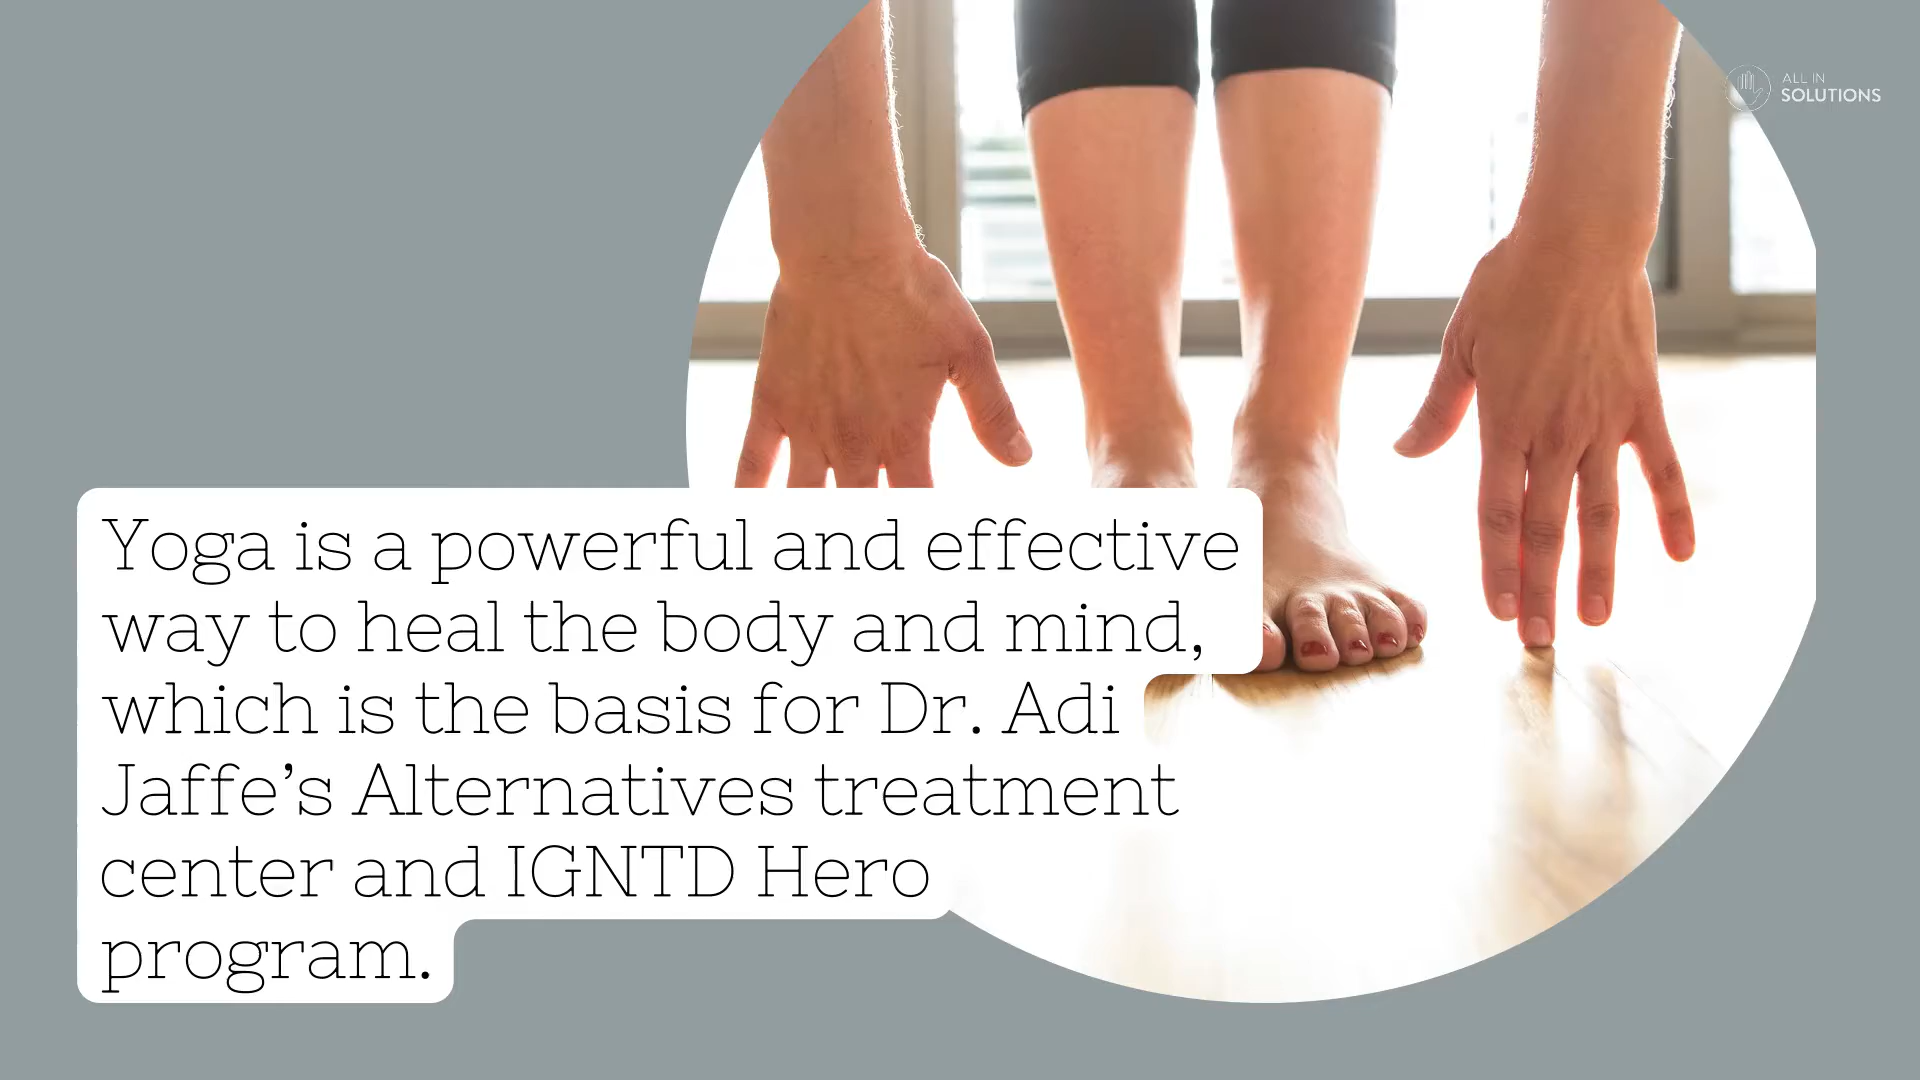 ALL IN
SOLUTIONS
Yoga is a powerful and effective
way to heal the body and mind,
which is the basis for Dr. Adi
Jaffe’s Alternatives treatment
center and IGNTD Hero
program.